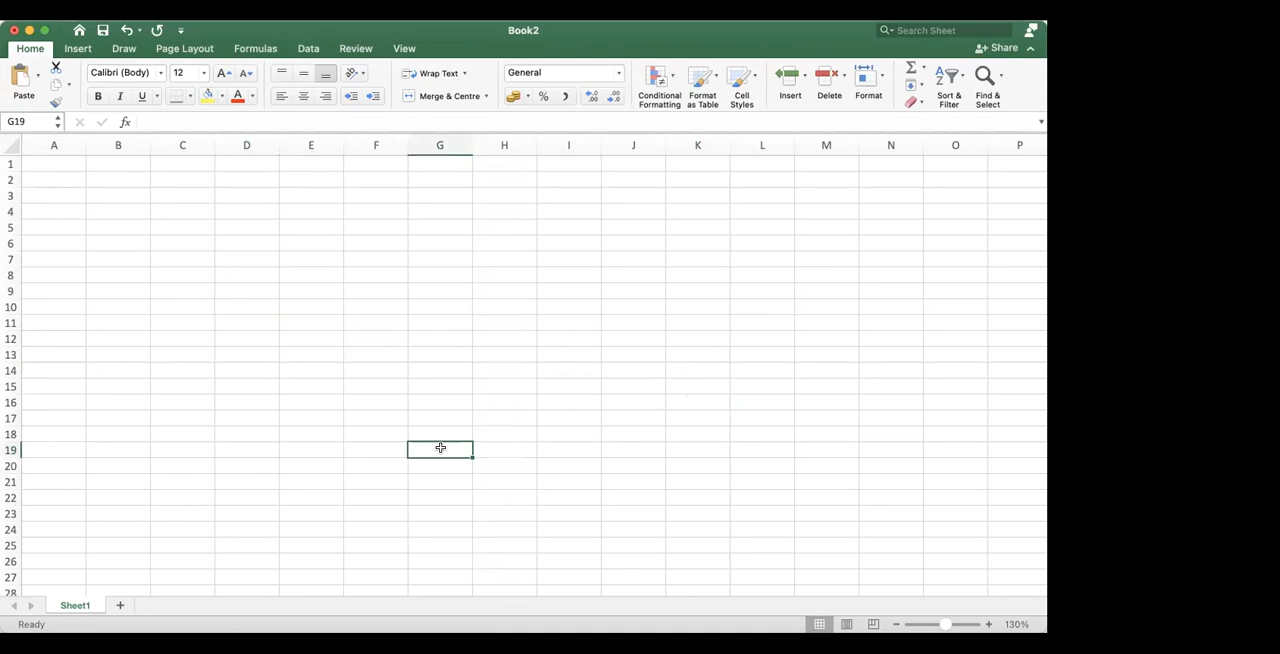 Book2
Search Sheet
Home Insert Draw Page Layout Formulas Data Review View
Share
Calibri (Body) 12 A A
Wrap Text
General
Paste
B I U A
Merge & Centre
%
Conditional Formatting
Format as Table
Cell Styles
Insert
Delete
Format
Sort & Filter
Find & Select
G19
fx
A B C D E F G H I J K L M N O P
1
2
3
4
5
6
7
8
9
10
11
12
13
14
15
16
17
18
19
20
21
22
23
24
25
26
27
28
Sheet1
Ready
130%